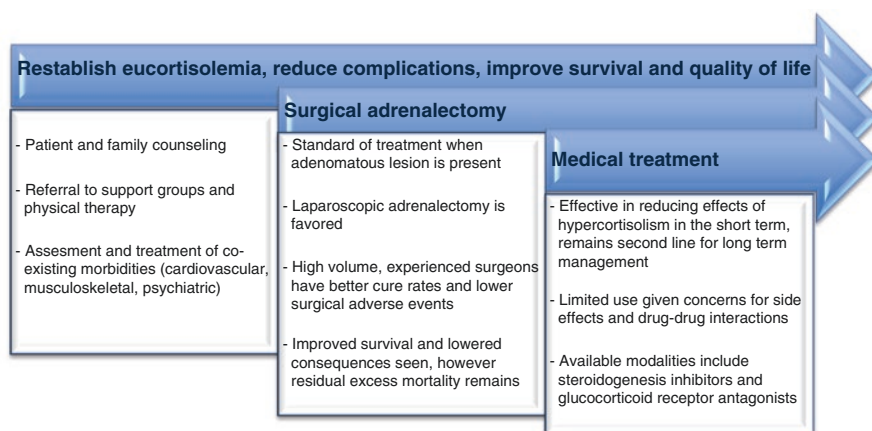 Restablish eucortisolemia, reduce complications, improve survival and quality of life
- Patient and family counseling
- Referral to support groups and
physical therapy
- Assesment and treatment of co-
existing morbidities (cardiovascular,
musculoskeletal, psychiatric)
Surgical adrenalectomy
- Standard of treatment when
adenomatous lesion is present
- Laparoscopic adrenalectomy is
favored
- High volume, experienced surgeons
have better cure rates and lower
surgical adverse events
- Improved survival and lowered
consequences seen, however
residual excess mortality remains
Medical treatment
- Effective in reducing effects of
hypercortisolism in the short term,
remains second line for long term
management
- Limited use given concerns for side
effects and drug-drug interactions
- Available modalities include
steroidogenesis inhibitors and
glucocorticoid receptor antagonists